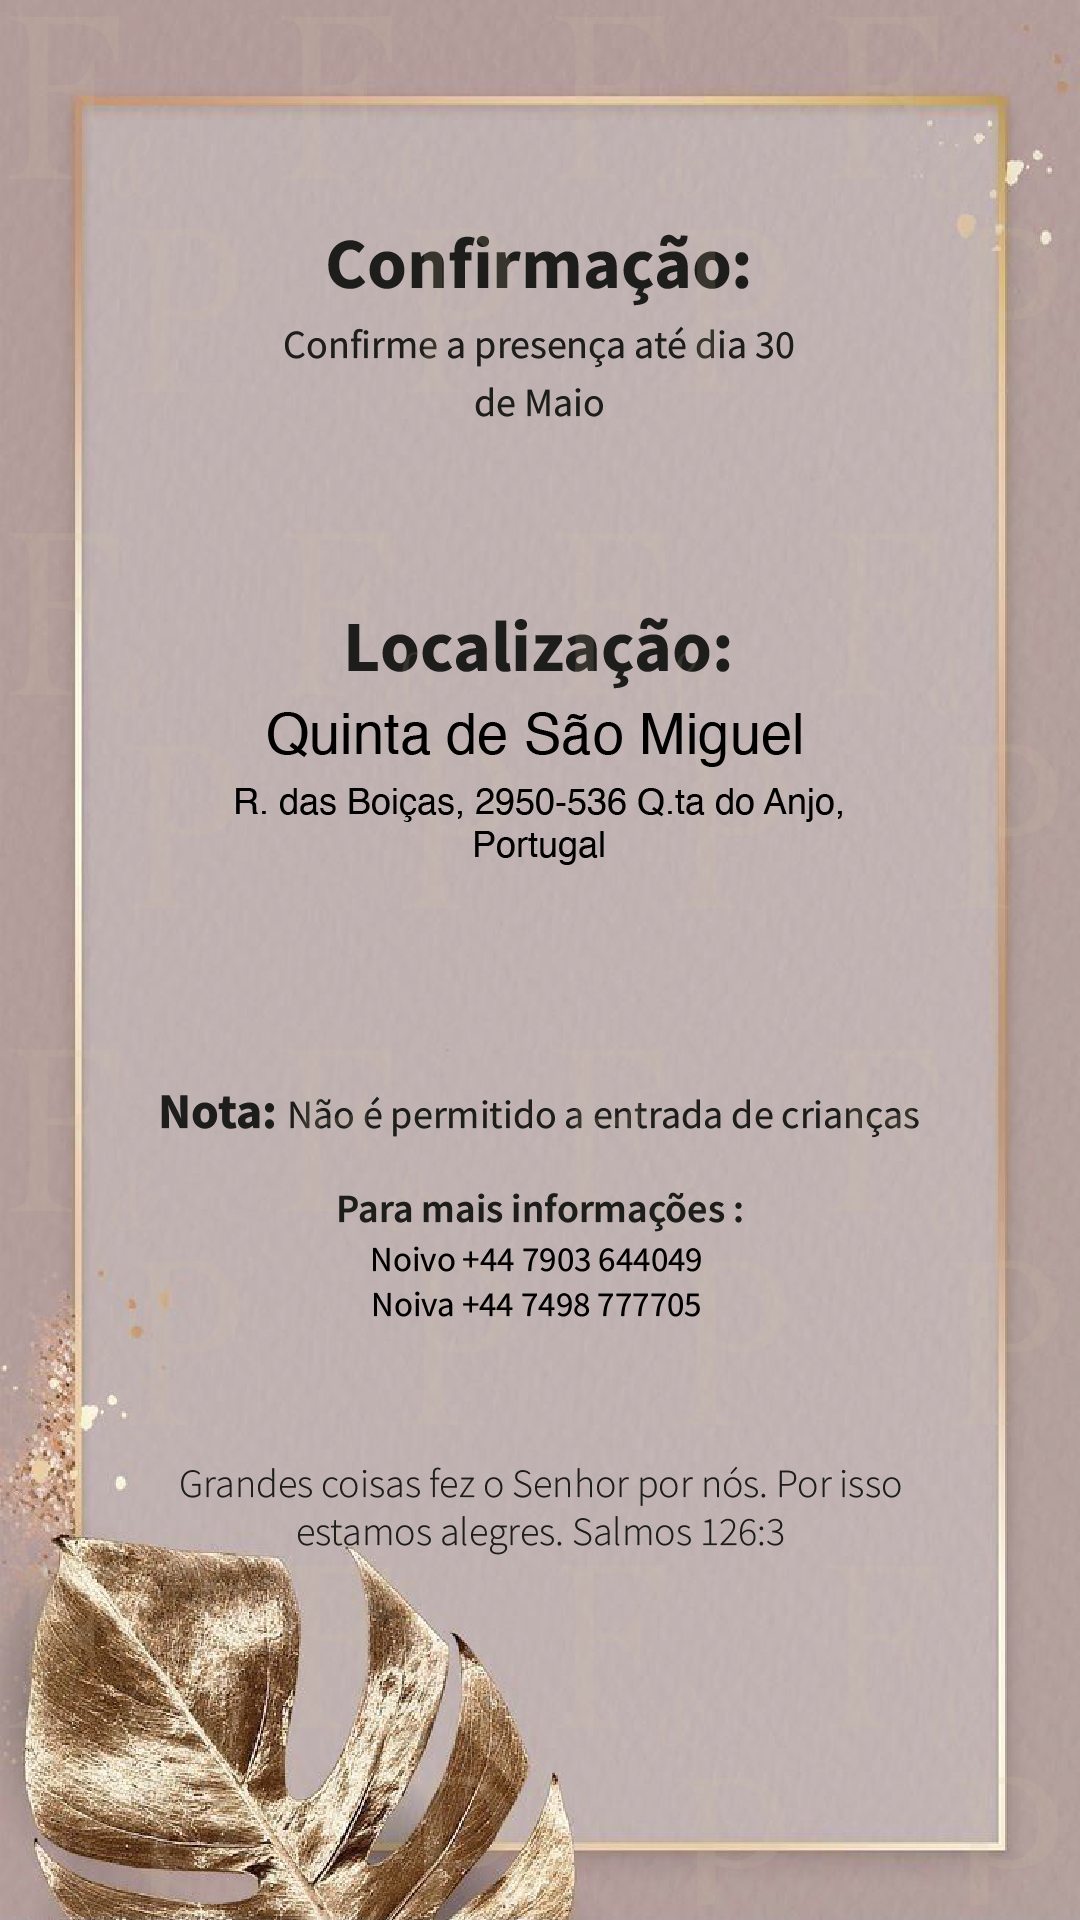 Confirmação:
Confirme a presença até dia 30
de Maio
Localização:
Quinta de São Miguel
R. das Boiças, 2950-536 Q.ta do Anjo,
Portugal
Nota: Não é permitido a entrada de crianças
Para mais informações :
Noivo +44 7903 644049
Noiva +44 7498 777705
Grandes coisas fez o Senhor por nós. Por isso
estamos alegres. Salmos 126:3